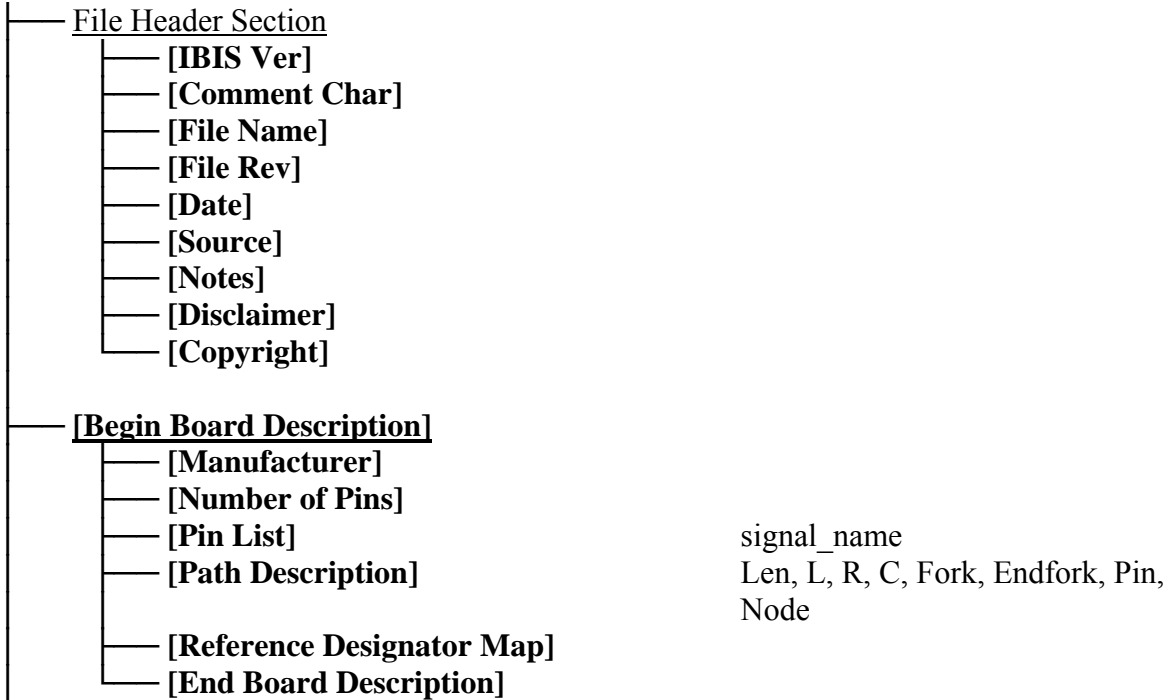 File Header Section
[IBIS Ver]
[Comment Char]
[File Name]
[File Rev]
[Date]
[Source]
[Notes]
[Disclaimer]
[Copyright]
[Begin Board Description]
[Manufacturer]
[Number of Pins]
[Pin List] signal_name
[Path Description] Len, L, R, C, Fork, Endfork, Pin,
Node
[Reference Designator Map]
[End Board Description]